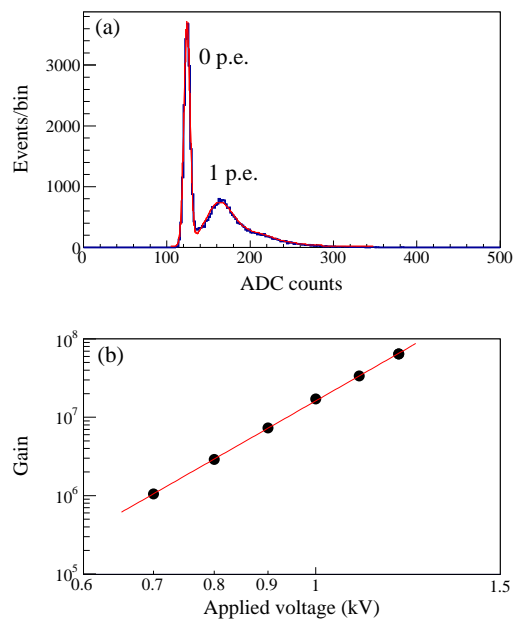 (a)
0 p.e.
1 p.e.
Events/bin
3000
2000
1000
0
0 100 200 300 400 500
ADC counts
(b)
Gain
10^8
10^7
10^6
10^5
0.6 0.7 0.8 0.9 1 1.5
Applied voltage (kV)